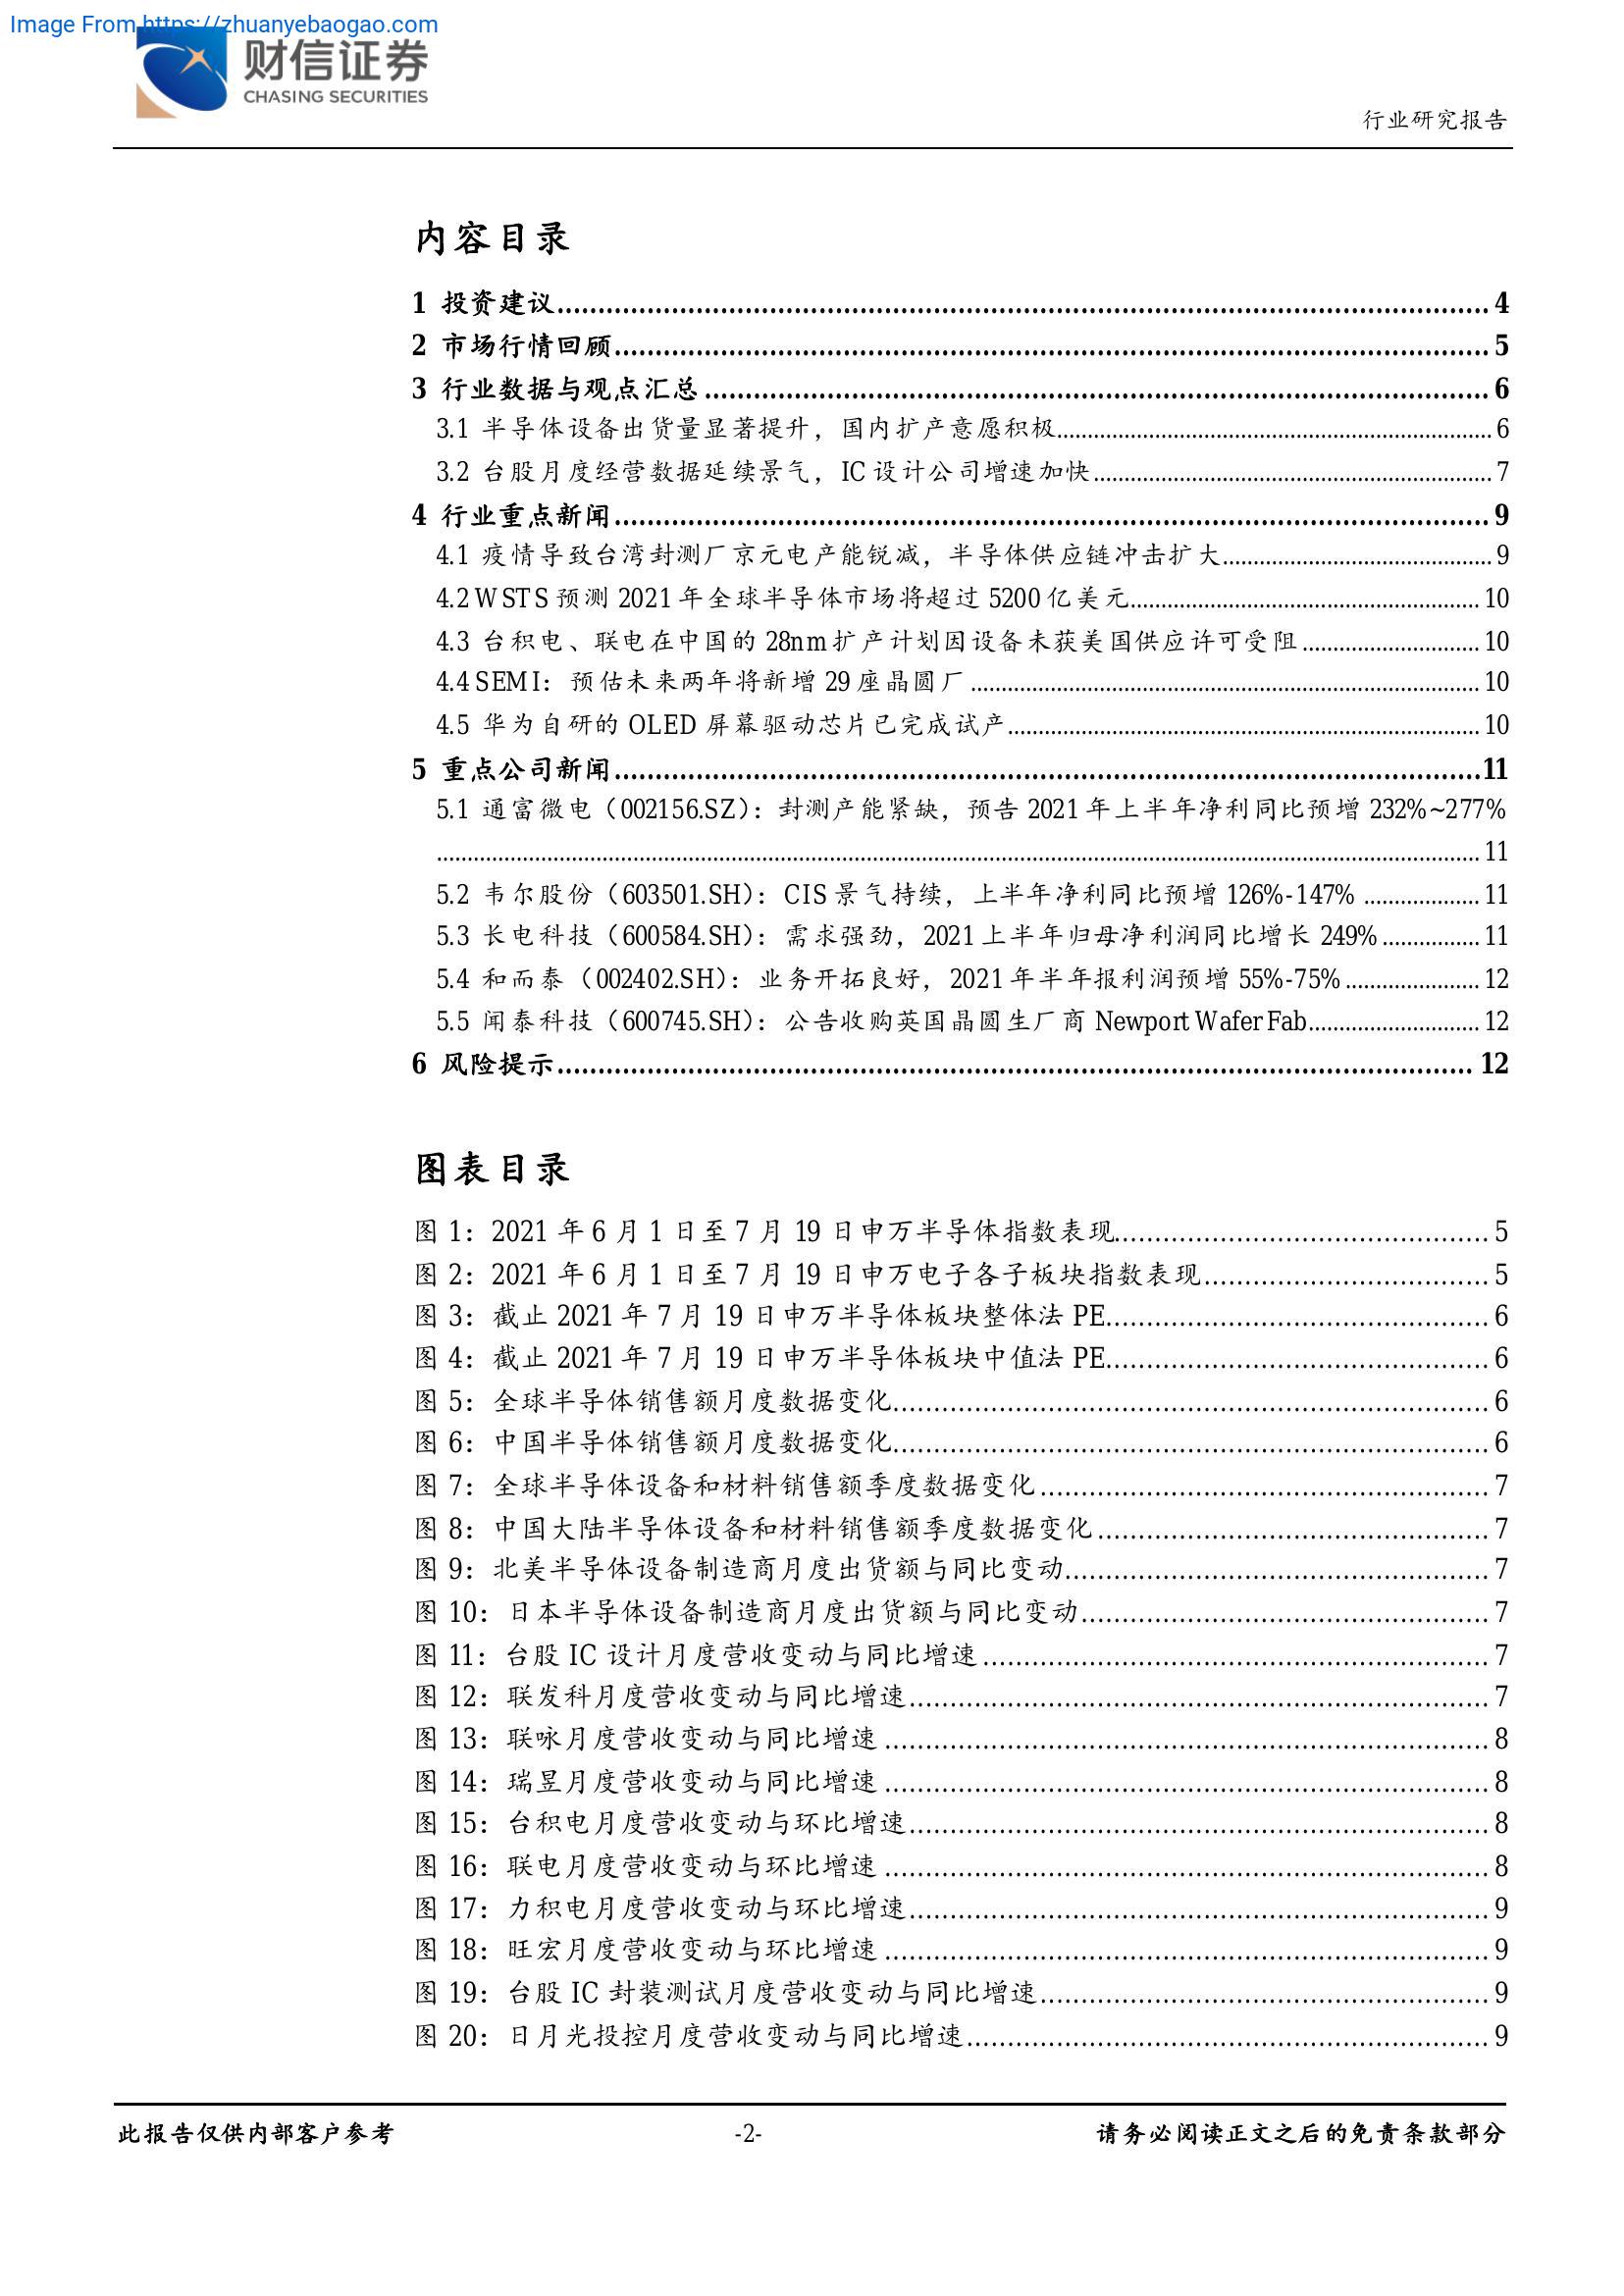 Image From https://zhuanyebaogao.com
财信证券
CHASING SECURITIES
行业研究报告
内容目录
1 投资建议 4
2 市场行情回顾 5
3 行业数据与观点汇总 6
3.1 半导体设备出货量显著提升，国内扩产意愿积极 6
3.2 台股月度经营数据延续景气，IC 设计公司增速加快 7
4 行业重点新闻 9
4.1 疫情导致台湾封测厂京元电产能锐减，半导体供应链冲击扩大 9
4.2 WSTS 预测 2021 年全球半导体市场将超过 5200 亿美元 10
4.3 台积电、联电在中国的 28nm 扩产计划因设备未获美国供应许可受阻 10
4.4 SEMI：预估未来两年将新增 29 座晶圆厂 10
4.5 华为自研的 OLED 屏幕驱动芯片已完成试产 10
5 重点公司新闻 11
5.1 通富微电（002156.SZ）：封测产能紧缺，预告 2021 年上半年净利同比预增 232%~277%
11
5.2 韦尔股份（603501.SH）：CIS 景气持续，上半年净利同比预增 126%-147% 11
5.3 长电科技（600584.SH）：需求强劲，2021 上半年归母净利润同比增长 249% 11
5.4 和而泰（002402.SH）：业务开拓良好，2021 年半年报利润预增 55%-75% 12
5.5 闻泰科技（600745.SH）：公告收购英国晶圆生厂商 Newport Wafer Fab 12
6 风险提示 12
图表目录
图 1：2021 年 6 月 1 日至 7 月 19 日申万半导体指数表现 5
图 2：2021 年 6 月 1 日至 7 月 19 日申万电子各子板块指数表现 5
图 3：截止 2021 年 7 月 19 日申万半导体板块整体法 PE 6
图 4：截止 2021 年 7 月 19 日申万半导体板块中值法 PE 6
图 5：全球半导体销售额月度数据变化 6
图 6：中国半导体销售额月度数据变化 6
图 7：全球半导体设备和材料销售额季度数据变化 7
图 8：中国大陆半导体设备和材料销售额季度数据变化 7
图 9：北美半导体设备制造商月度出货额与同比变动 7
图 10：日本半导体设备制造商月度出货额与同比变动 7
图 11：台股 IC 设计月度营收变动与同比增速 7
图 12：联发科月度营收变动与同比增速 7
图 13：联咏月度营收变动与同比增速 8
图 14：瑞昱月度营收变动与同比增速 8
图 15：台积电月度营收变动与环比增速 8
图 16：联电月度营收变动与环比增速 8
图 17：力积电月度营收变动与环比增速 9
图 18：旺宏月度营收变动与环比增速 9
图 19：台股 IC 封装测试月度营收变动与同比增速 9
图 20：日月光投控月度营收变动与同比增速 9
此报告仅供内部客户参考
-2-
请务必阅读正文之后的免责条款部分